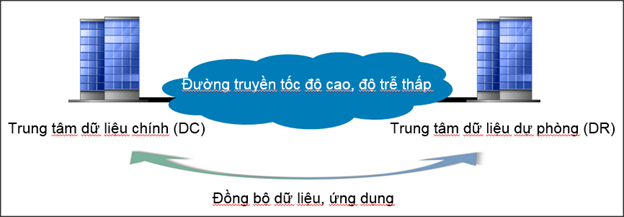 Đường truyền tốc độ cao, độ trễ thấp
Trung tâm dữ liệu chính (DC)
Trung tâm dữ liệu dự phòng (DR)
Đồng bộ dữ liệu, ứng dung